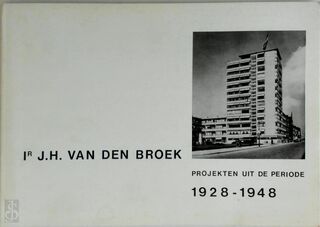 Iᴿ J.H. VAN DEN BROEK
PROJEKTEN UIT DE PERIODE
1928-1948